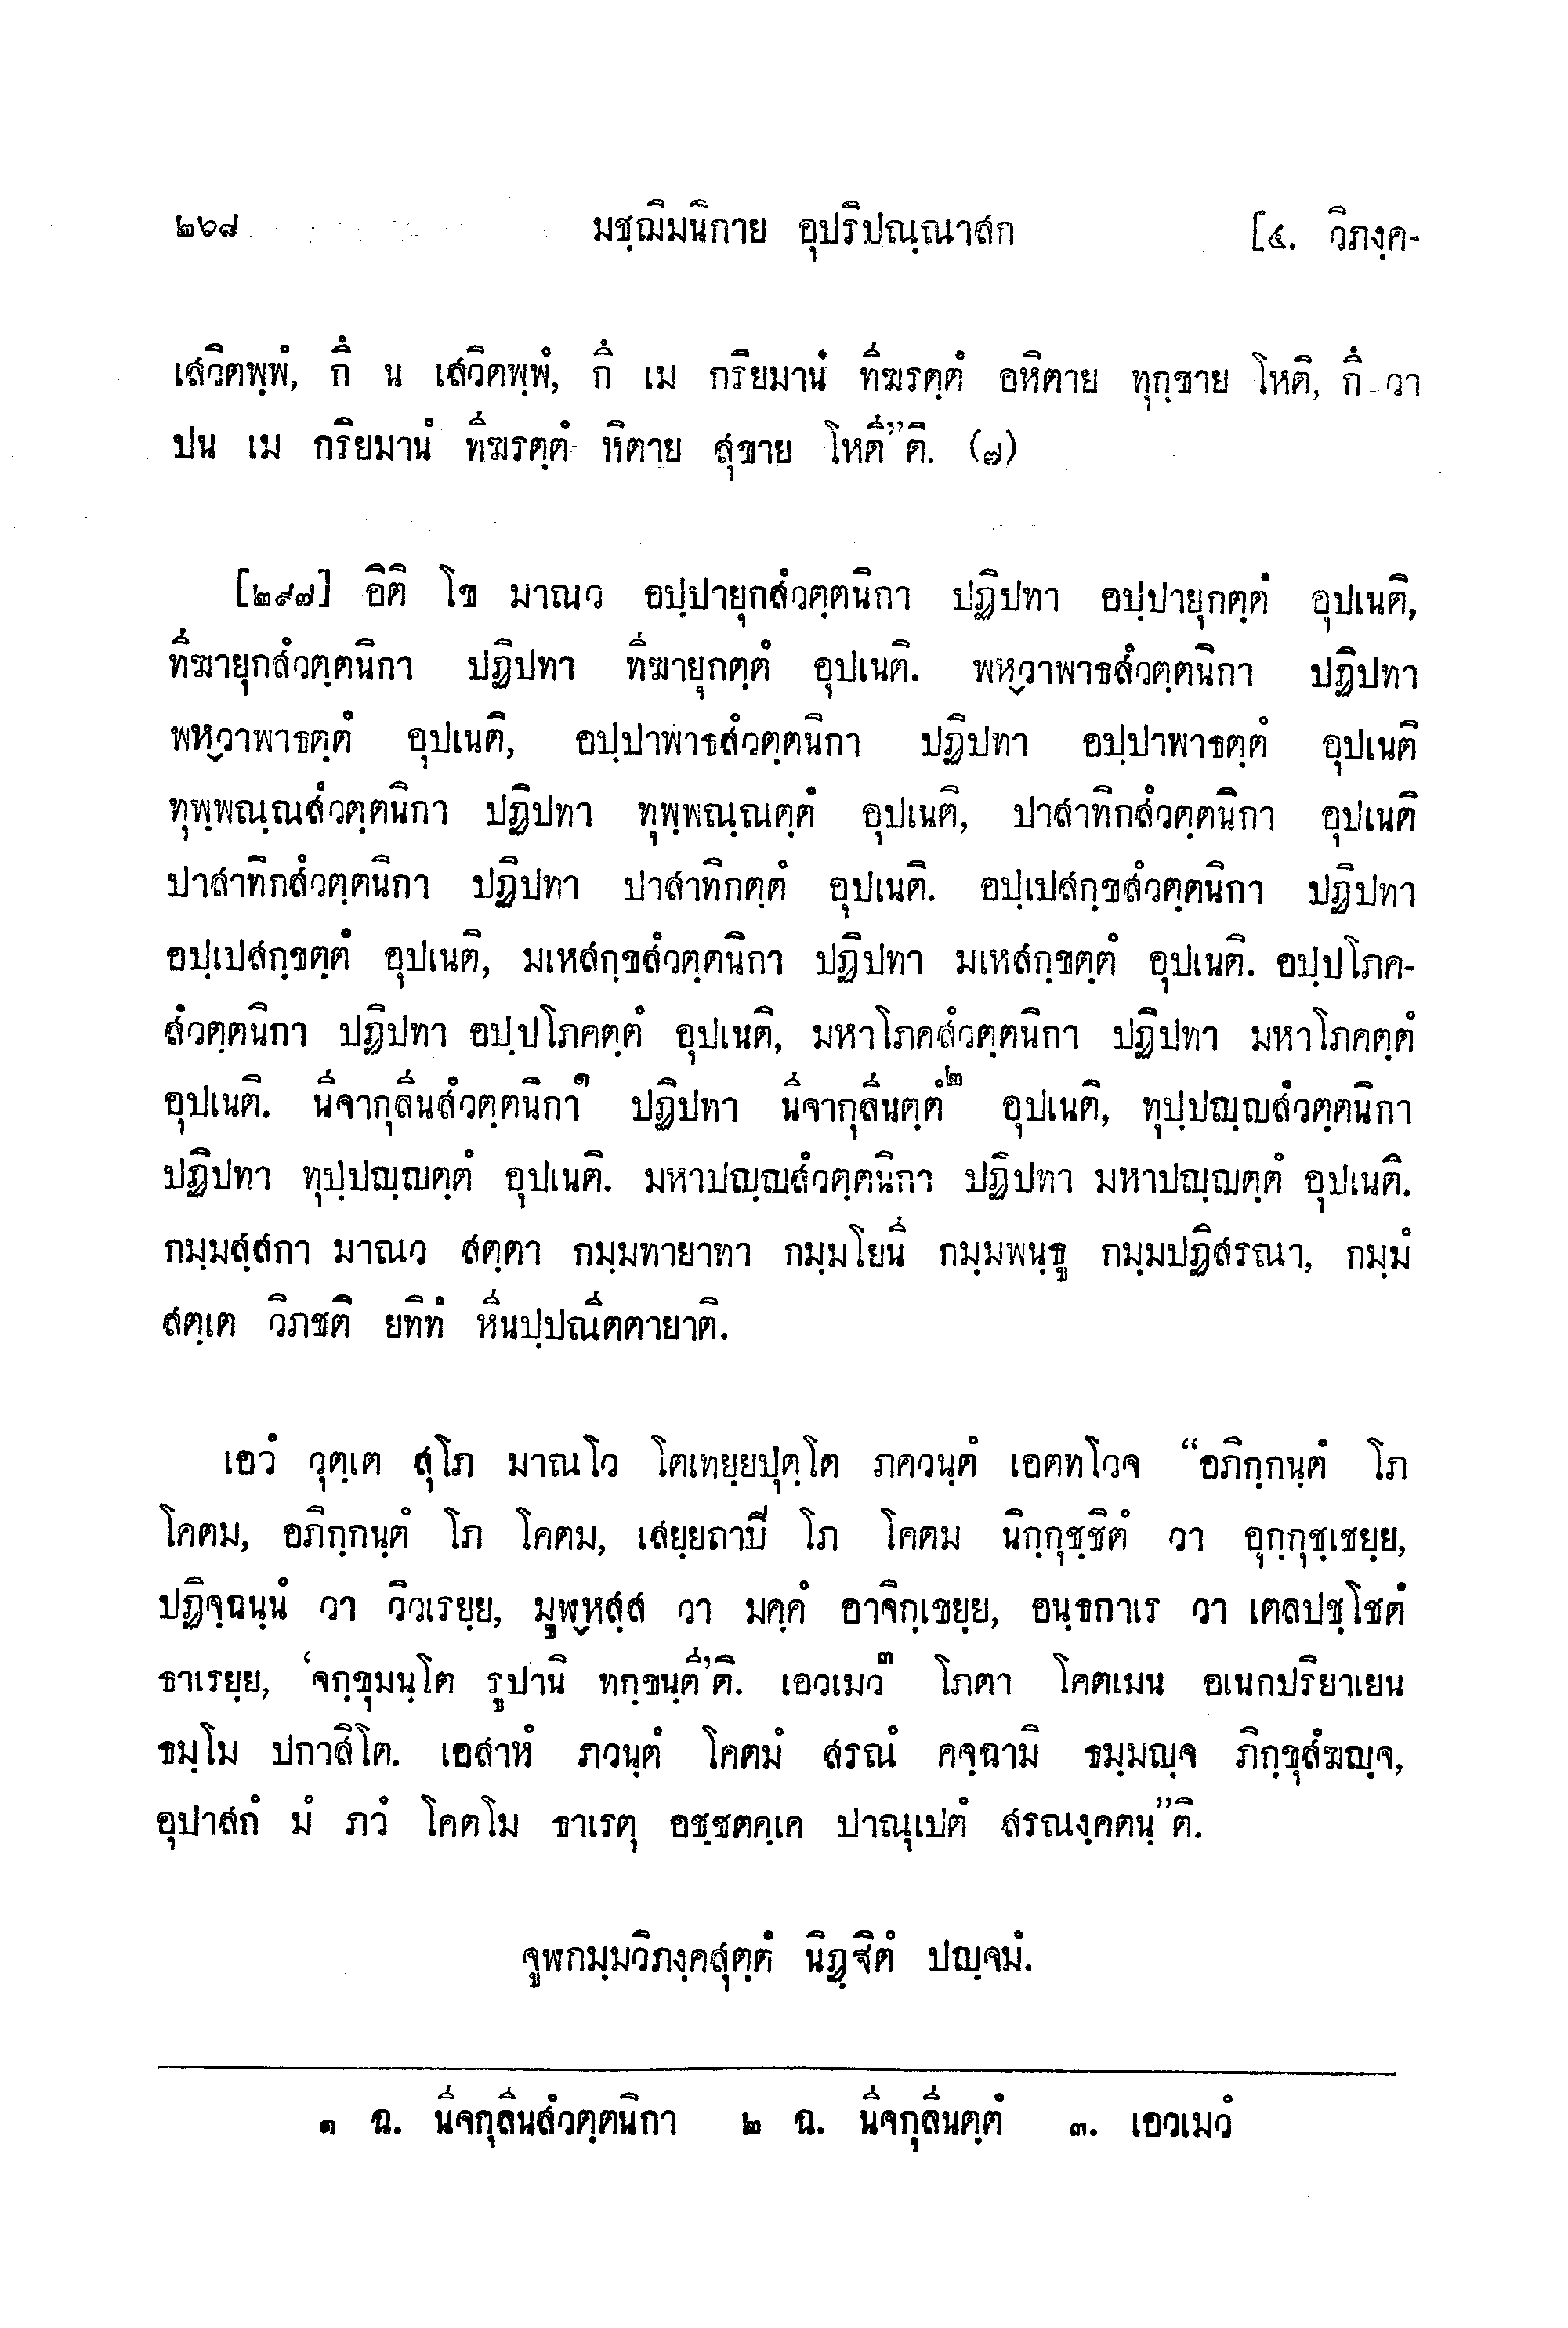 ๒๖๘ มชฺฌิมนิกาย อุปริปณฺณาสก [๔. วิภงฺค-
เสวิตพฺพํ, กึ น เสวิตพฺพํ, กึ เม กริยมานํ ทีฆรตฺตํ อหิตาย ทุกฺขาย โหติ, กึ วา
ปน เม กริยมานํ ทีฆรตฺตํ หิตาย สุขาย โหตี”ติ. (๗)
[๒๙๗] อิติ โข มาณว อปฺปายุกสํวตฺตนิกา ปฏิปทา อปฺปายุกตฺตํ อุปเนติ,
ทีฆายุกสํวตฺตนิกา ปฏิปทา ทีฆายุกตฺตํ อุปเนติ. พหฺวาพาธสํวตฺตนิกา ปฏิปทา
พหฺวาพาธตฺตํ อุปเนติ, อปฺปาพาธสํวตฺตนิกา ปฏิปทา อปฺปาพาธตฺตํ อุปเนติ
ทุพฺพณฺณสํวตฺตนิกา ปฏิปทา ทุพฺพณฺณตฺตํ อุปเนติ, ปาสาทิกสํวตฺตนิกา อุปเนติ
ปาสาทิกสํวตฺตนิกา ปฏิปทา ปาสาทิกตฺตํ อุปเนติ. อปฺเปสกฺขสํวตฺตนิกา ปฏิปทา
อปฺเปสกฺขตฺตํ อุปเนติ, มเหสกฺขสํวตฺตนิกา ปฏิปทา มเหสกฺขตฺตํ อุปเนติ. อปฺปโภค-
สํวตฺตนิกา ปฏิปทา อปฺปโภคตฺตํ อุปเนติ, มหาโภคสํวตฺตนิกา ปฏิปทา มหาโภคตฺตํ
อุปเนติ. นีจากุลีนสํวตฺตนิกา๑ ปฏิปทา นีจากุลีนตฺตํ๒ อุปเนติ, ทุปฺปญฺญสํวตฺตนิกา
ปฏิปทา ทุปฺปญฺญตฺตํ อุปเนติ. มหาปญฺญสํวตฺตนิกา ปฏิปทา มหาปญฺญตฺตํ อุปเนติ.
กมฺมสฺสกา มาณว สตฺตา กมฺมทายาทา กมฺมโยนี กมฺมพนฺธู กมฺมปฏิสรณา, กมฺมํ
สตฺเต วิภชติ ยทิทํ หีนปฺปณีตตายาติ.
เอวํ วุตฺเต สุโภ มาณโว โตเทยฺยปุตฺโต ภควนฺตํ เอตทโวจ “อภิกฺกนฺตํ โภ
โคตม, อภิกฺกนฺตํ โภ โคตม, เสยฺยถาปิ โภ โคตม นิกฺกุชฺชิตํ วา อุกฺกุชฺเชยฺย,
ปฏิจฺฉนฺนํ วา วิวเรยฺย, มูฬฺหสฺส วา มคฺคํ อาจิกฺเขยฺย, อนฺธกาเร วา เตลปชฺโชตํ
ธาเรยฺย, ‘จกฺขุมนฺโต รูปานิ ทกฺขนฺตี’ติ. เอวเมว๓ โภตา โคตเมน อเนกปริยาเยน
ธมฺโม ปกาสิโต. เอสาหํ ภวนฺตํ โคตมํ สรณํ คจฺฉามิ ธมฺมญฺจ ภิกฺขุสํฆญฺจ,
อุปาสกํ มํ ภวํ โคตโม ธาเรตุ อชฺชตคฺเค ปาณุเปตํ สรณงฺคตนฺ”ติ.
จูฬกมฺมวิภงฺคสุตฺตํ นิฏฺฐิตํ ปญฺจมํ.
๑ ฉ. นีจกุลีนสํวตฺตนิกา ๒ ฉ. นีจกุลีนตฺตํ ๓. เอวเมวํ